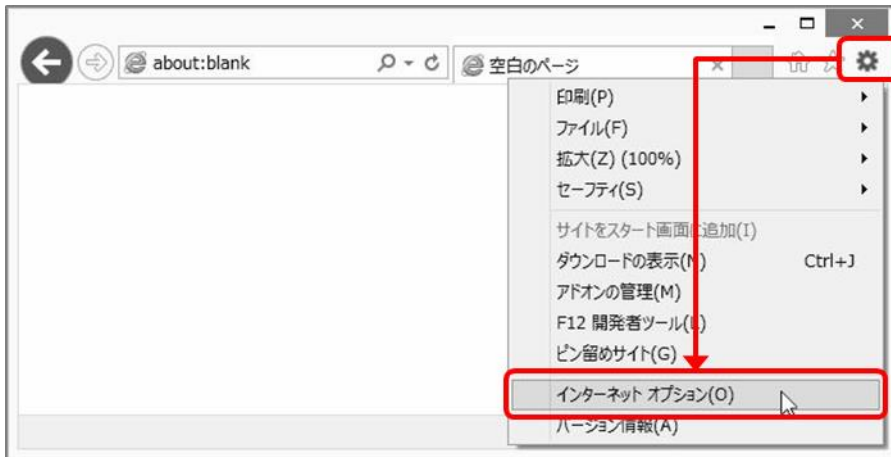 about:blank
空白のページ
印刷(P)
ファイル(F)
拡大(Z) (100%)
セーフティ(S)
サイトをスタート画面に追加(I)
ダウンロードの表示(N) Ctrl+J
アドオンの管理(M)
F12 開発者ツール(L)
ピン留めサイト(G)
インターネット オプション(O)
バージョン情報(A)